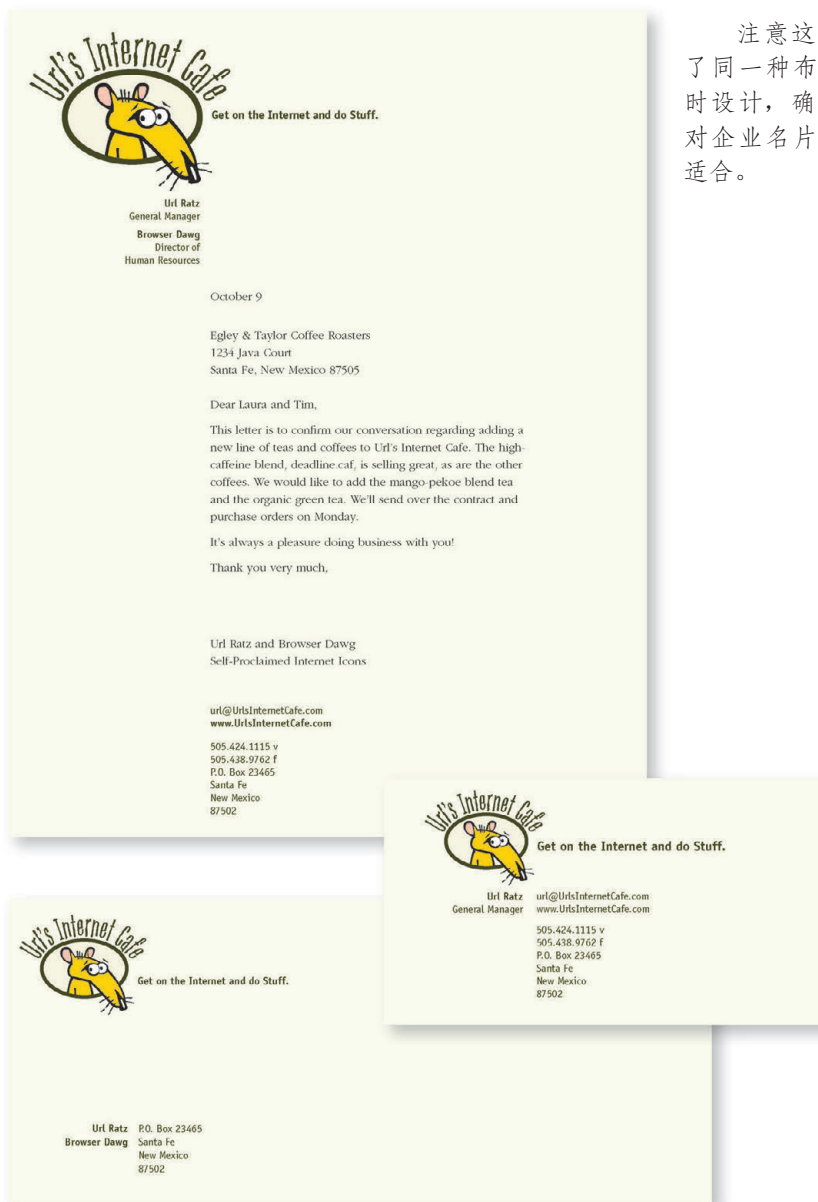 Url's Internet Cafe
Get on the Internet and do Stuff.
Url Ratz
General Manager
Browser Dawg
Director of
Human Resources
October 9
Egley & Taylor Coffee Roasters
1234 Java Court
Santa Fe, New Mexico 87505
Dear Laura and Tim,
This letter is to confirm our conversation regarding adding a
new line of teas and coffees to Url's Internet Cafe. The high-
caffeine blend, deadline.caf, is selling great, as are the other
coffees. We would like to add the mango-pekoe blend tea
and the organic green tea. We'll send over the contract and
purchase orders on Monday.
It's always a pleasure doing business with you!
Thank you very much,
Url Ratz and Browser Dawg
Self-Proclaimed Internet Icons
url@UrlsInternetCafe.com
www.UrlsInternetCafe.com
505.424.1115 v
505.438.9762 f
P.O. Box 23465
Santa Fe
New Mexico
87502
注意这
了同一种布
时设计，确
对企业名片
适合。
Url's Internet Cafe
Get on the Internet and do Stuff.
Url Ratz url@UrlsInternetCafe.com
General Manager www.UrlsInternetCafe.com
505.424.1115 v
505.438.9762 f
P.O. Box 23465
Santa Fe
New Mexico
87502
Url's Internet Cafe
Get on the Internet and do Stuff.
Url Ratz P.O. Box 23465
Browser Dawg Santa Fe
New Mexico
87502